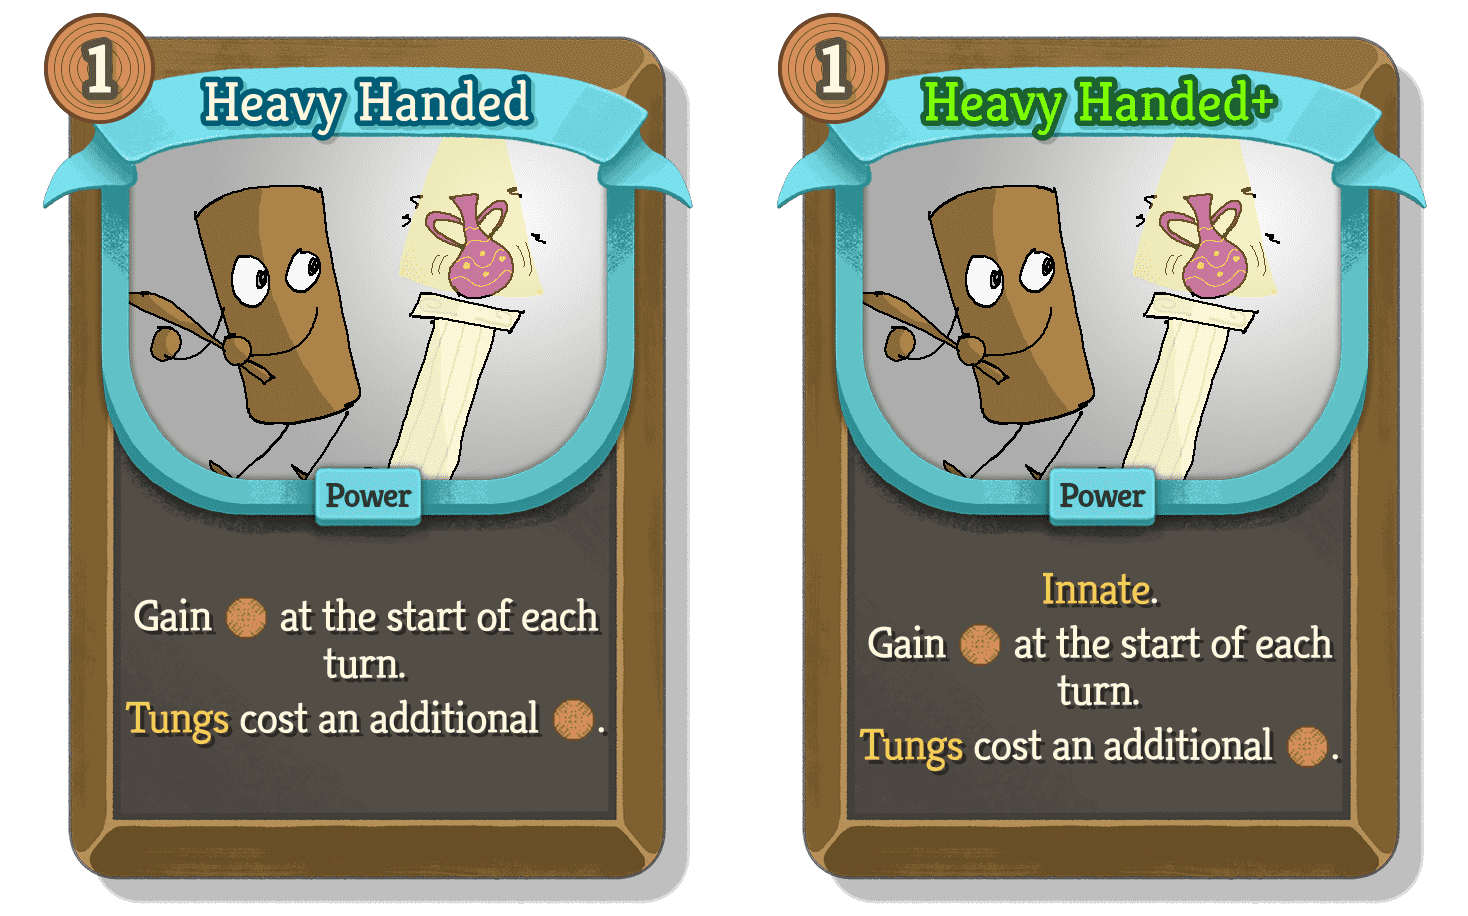 1
Heavy Handed
Power
Gain at the start of each
turn.
Tungs cost an additional .
1
Heavy Handed+
Power
Innate.
Gain at the start of each
turn.
Tungs cost an additional .